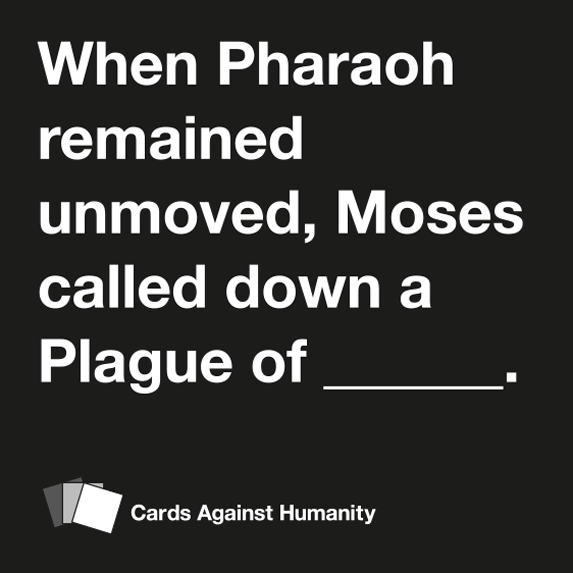 When Pharaoh
remained
unmoved, Moses
called down a
Plague of ______.
Cards Against Humanity